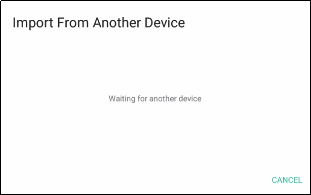 Import From Another Device
Waiting for another device
CANCEL